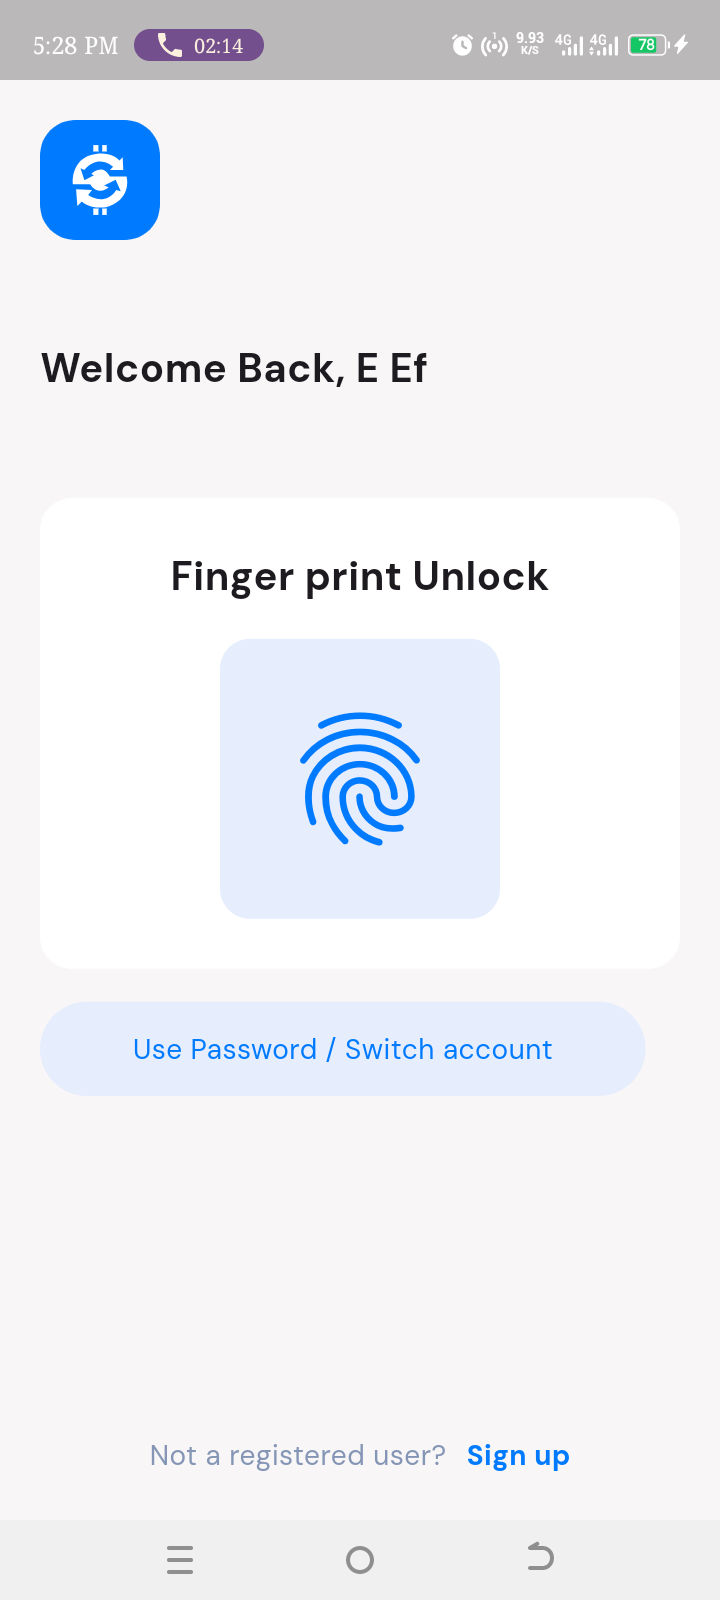 5:28 PM 02:14 1 9.93 K/S 4G 4G 78
Welcome Back, E Ef
Finger print Unlock
Use Password / Switch account
Not a registered user? Sign up